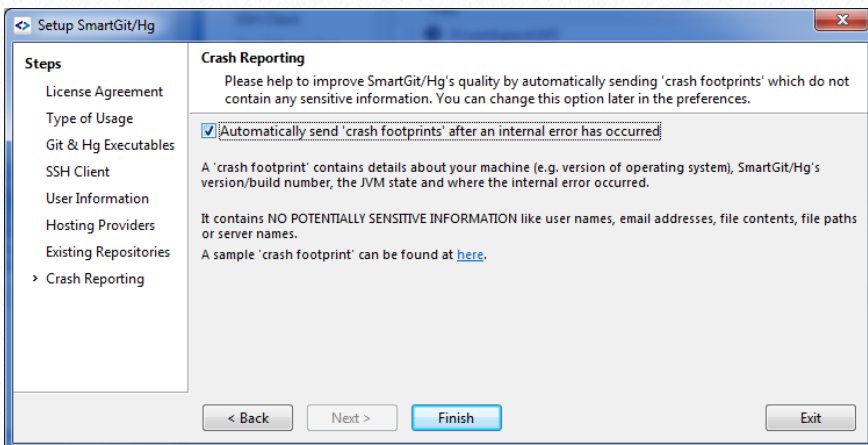 Setup SmartGit/Hg
Steps
License Agreement
Type of Usage
Git & Hg Executables
SSH Client
User Information
Hosting Providers
Existing Repositories
> Crash Reporting
Crash Reporting
Please help to improve SmartGit/Hg's quality by automatically sending 'crash footprints' which do not
contain any sensitive information. You can change this option later in the preferences.
Automatically send 'crash footprints' after an internal error has occurred
A 'crash footprint' contains details about your machine (e.g. version of operating system), SmartGit/Hg's
version/build number, the JVM state and where the internal error occurred.
It contains NO POTENTIALLY SENSITIVE INFORMATION like user names, email addresses, file contents, file paths
or server names.
A sample 'crash footprint' can be found at here.
< Back
Next >
Finish
Exit